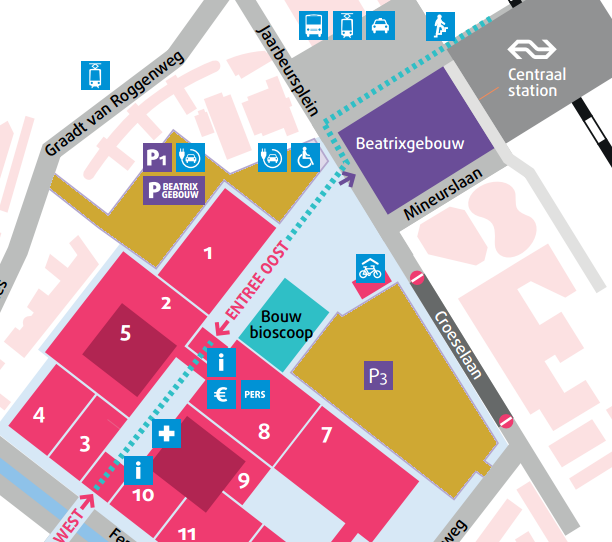 Jaarbeursplein
Graadt van Roggenweg
Centraal
station
Beatrixgebouw
Mineurslaan
P1
P BEATRIX
GEBOUW
1
ENTREE OOST
2
Bouw
bioscoop
5
Croeselaan
i
P3
€
PERS
4
3
8
7
i
9
10
WEST
11